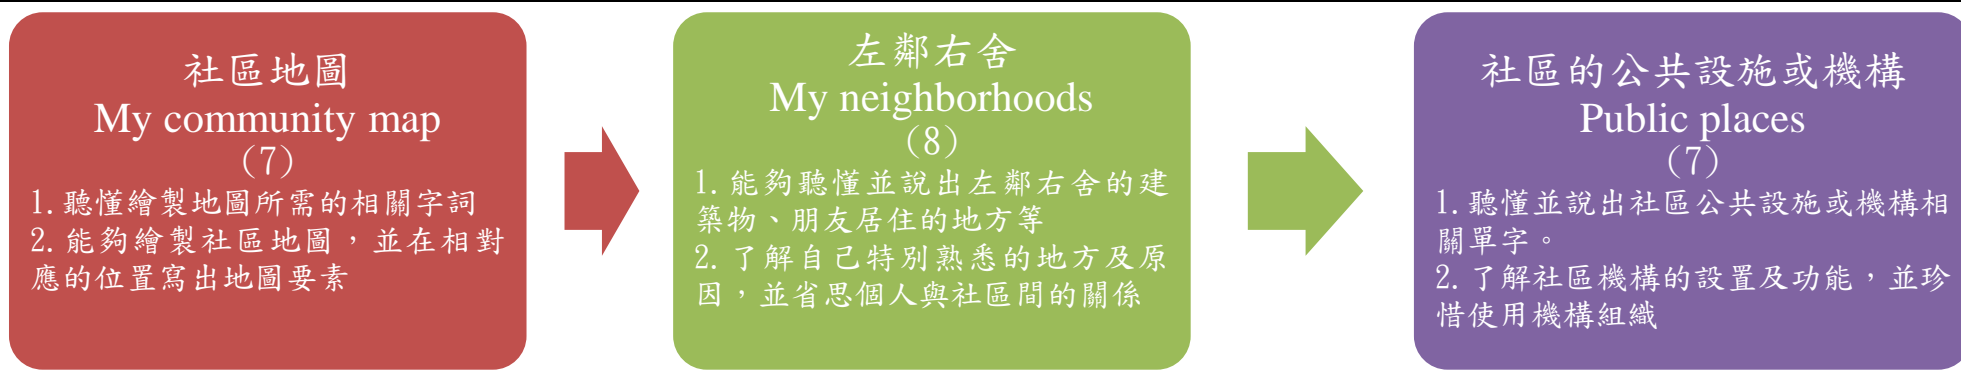 社區地圖
My community map
（7）
1.聽懂繪製地圖所需的相關字詞
2.能夠繪製社區地圖，並在相對
應的位置寫出地圖要素
左鄰右舍
My neighborhoods
（8）
1.能夠聽懂並說出左鄰右舍的建
築物、朋友居住的地方等
2.了解自己特別熟悉的地方及原
因，並省思個人與社區間的關係
社區的公共設施或機構
Public places
（7）
1.聽懂並說出社區公共設施或機構相
關單字。
2.了解社區機構的設置及功能，並珍
惜使用機構組織